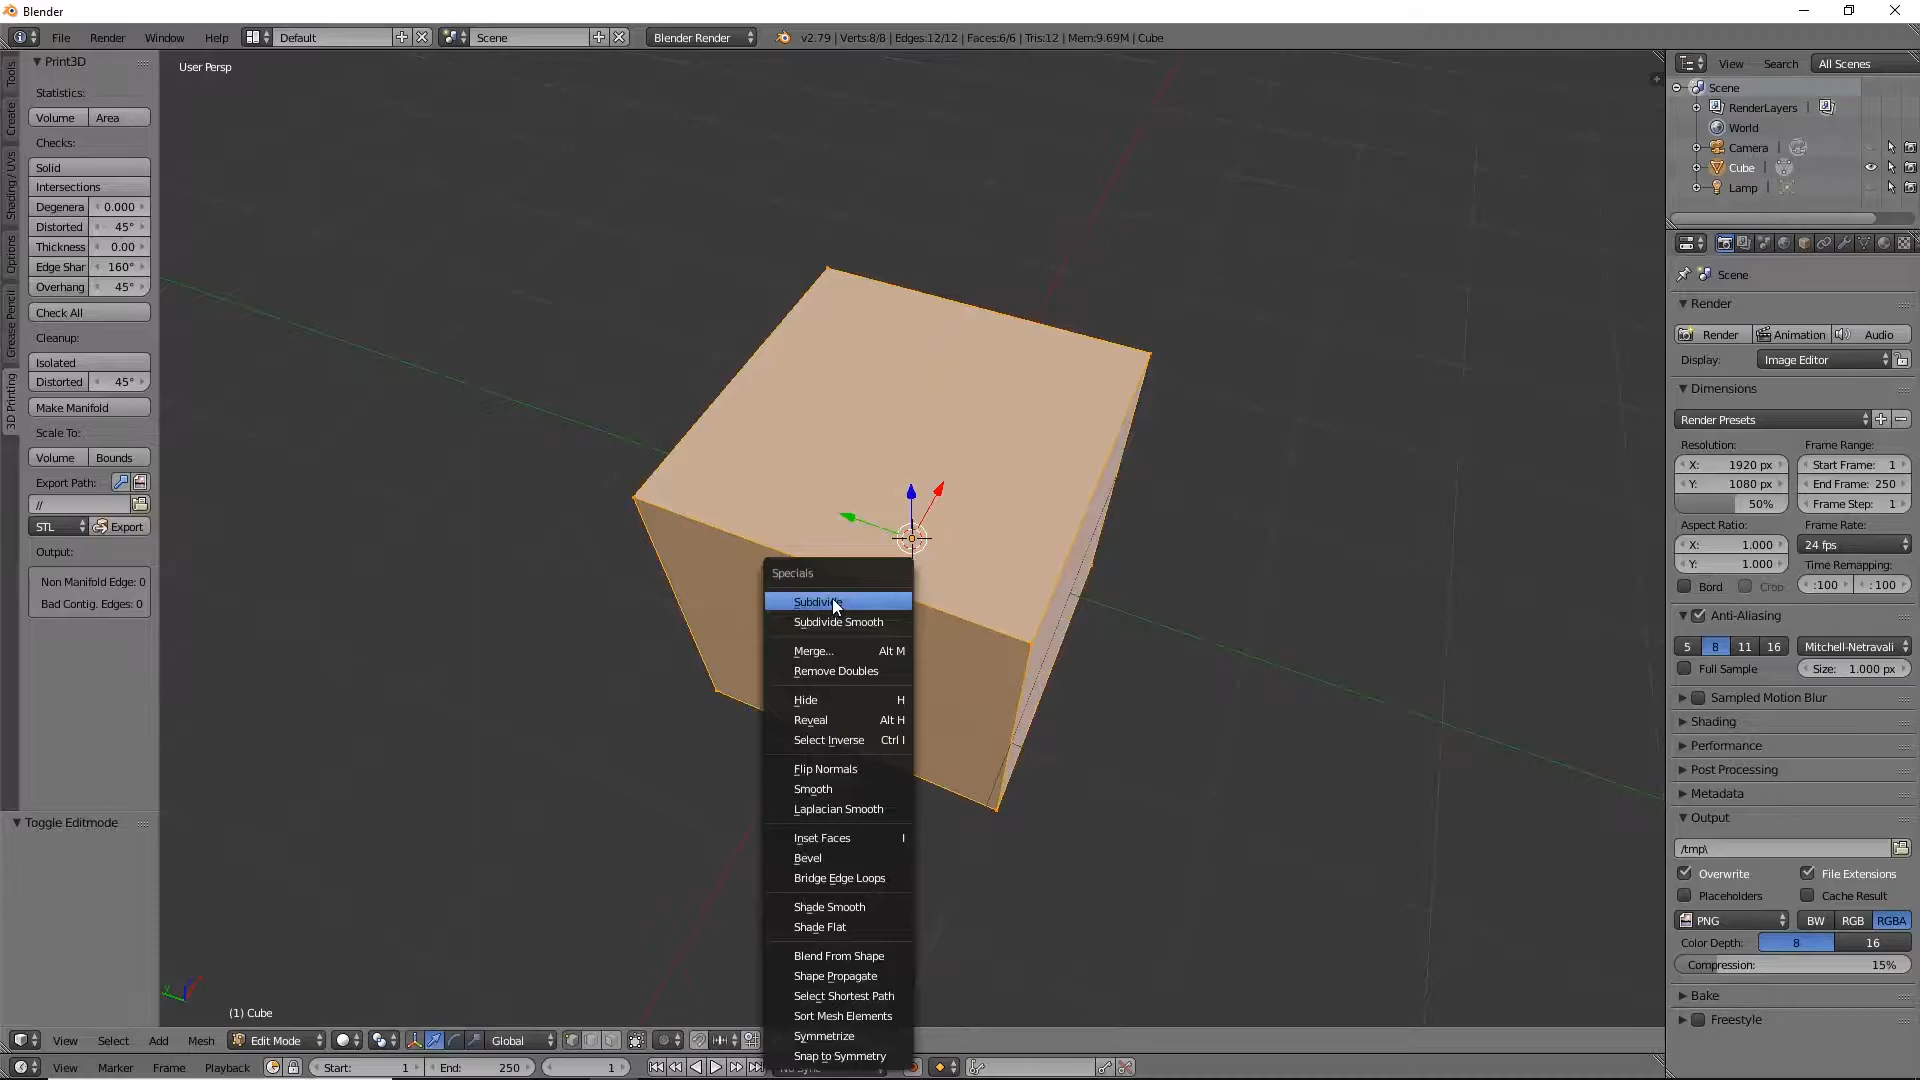 Blender
File Render Window Help Default Scene Blender Render v2.79 | Verts:8/8 | Edges:12/12 | Faces:6/6 | Tris:12 | Mem:9.69M | Cube
Tools
Create
Shading / UVs
Options
Grease Pencil
3D Printing
Print3D
Statistics:
Volume Area
Checks:
Solid
Intersections
Degenera 0.000
Distorted 45°
Thickness 0.00
Edge Shar 160°
Overhang 45°
Check All
Cleanup:
Isolated
Distorted 45°
Make Manifold
Scale To:
Volume Bounds
Export Path:
//
STL Export
Output:
Non Manifold Edge: 0
Bad Contig. Edges: 0
Toggle Editmode
User Persp
Specials
Subdivide
Subdivide Smooth
Merge... Alt M
Remove Doubles
Hide H
Reveal Alt H
Select Inverse Ctrl I
Flip Normals
Smooth
Laplacian Smooth
Inset Faces I
Bevel
Bridge Edge Loops
Shade Smooth
Shade Flat
Blend From Shape
Shape Propagate
Select Shortest Path
Sort Mesh Elements
Symmetrize
Snap to Symmetry
z
y
(1) Cube
View Select Add Mesh Edit Mode Global
View Marker Frame Playback Start: 1 End: 250 1 No Sync
View Search All Scenes
Scene
RenderLayers |
World
Camera |
Cube |
Lamp |
Scene
Render
Render Animation Audio
Display: Image Editor
Dimensions
Render Presets
Resolution: Frame Range:
X: 1920 px Start Frame: 1
Y: 1080 px End Frame: 250
50% Frame Step: 1
Aspect Ratio: Frame Rate:
X: 1.000 24 fps
Y: 1.000 Time Remapping:
Bord Crop :100 : 100
Anti-Aliasing
5 8 11 16 Mitchell-Netravali
Full Sample Size: 1.000 px
Sampled Motion Blur
Shading
Performance
Post Processing
Metadata
Output
/tmp\
Overwrite File Extensions
Placeholders Cache Result
PNG BW RGB RGBA
Color Depth: 8 16
Compression: 15%
Bake
Freestyle